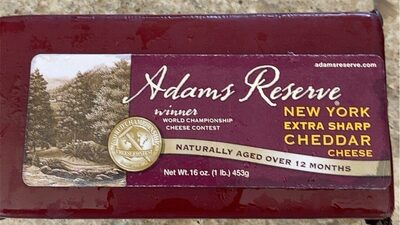 adamsreserve.com
Adams Reserve
winner
WORLD CHAMPIONSHIP
CHEESE CONTEST
NEW YORK
EXTRA SHARP
CHEDDAR
CHEESE
NATURALLY AGED OVER 12 MONTHS
Net Wt. 16 oz. (1 lb.) 453g